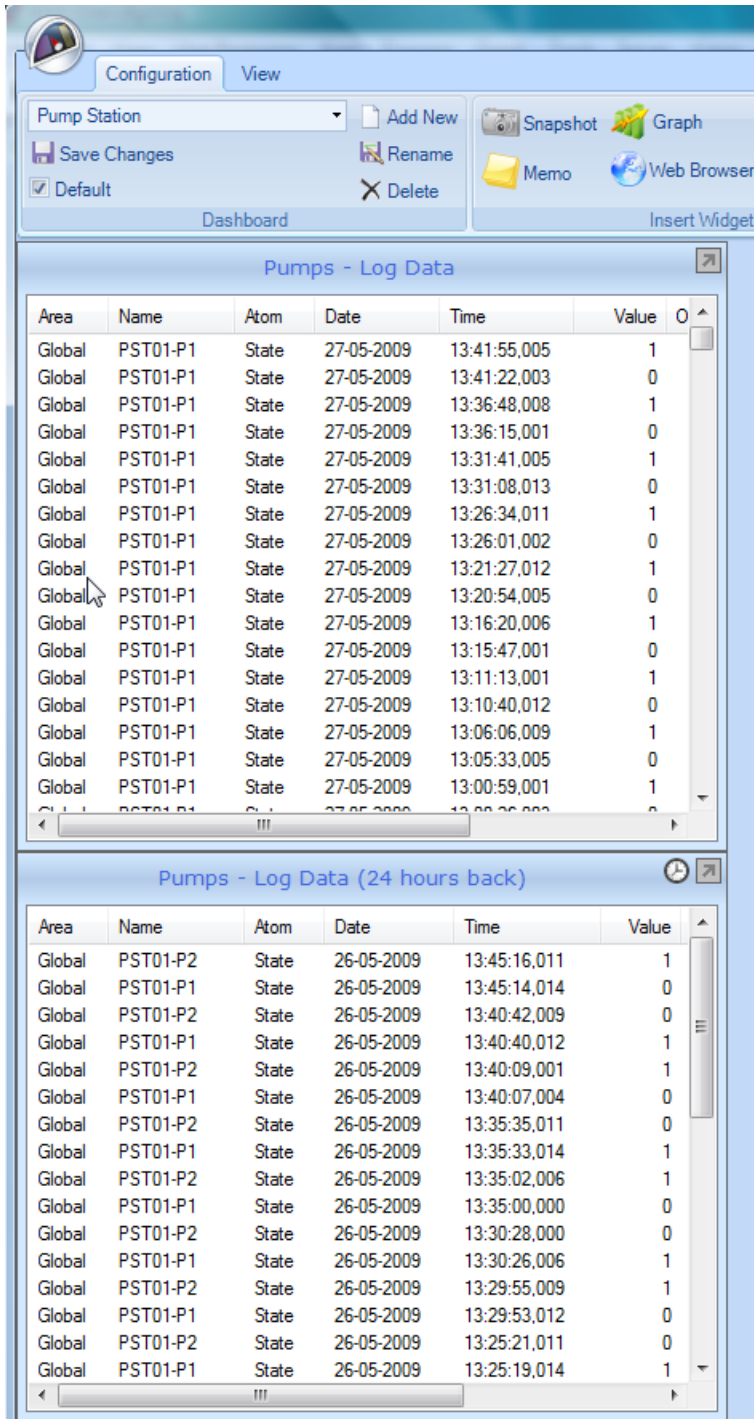 Configuration View
Pump Station Add New Snapshot Graph
Save Changes Rename Memo Web Browser
Default Delete
Dashboard Insert Widget
Pumps - Log Data
Area Name Atom Date Time Value O
Global PST01-P1 State 27-05-2009 13:41:55,005 1
Global PST01-P1 State 27-05-2009 13:41:22,003 0
Global PST01-P1 State 27-05-2009 13:36:48,008 1
Global PST01-P1 State 27-05-2009 13:36:15,001 0
Global PST01-P1 State 27-05-2009 13:31:41,005 1
Global PST01-P1 State 27-05-2009 13:31:08,013 0
Global PST01-P1 State 27-05-2009 13:26:34,011 1
Global PST01-P1 State 27-05-2009 13:26:01,002 0
Global PST01-P1 State 27-05-2009 13:21:27,012 1
Global PST01-P1 State 27-05-2009 13:20:54,005 0
Global PST01-P1 State 27-05-2009 13:16:20,006 1
Global PST01-P1 State 27-05-2009 13:15:47,001 0
Global PST01-P1 State 27-05-2009 13:11:13,001 1
Global PST01-P1 State 27-05-2009 13:10:40,012 0
Global PST01-P1 State 27-05-2009 13:06:06,009 1
Global PST01-P1 State 27-05-2009 13:05:33,005 0
Global PST01-P1 State 27-05-2009 13:00:59,001 1
Pumps - Log Data (24 hours back)
Area Name Atom Date Time Value
Global PST01-P2 State 26-05-2009 13:45:16,011 1
Global PST01-P1 State 26-05-2009 13:45:14,014 0
Global PST01-P2 State 26-05-2009 13:40:42,009 0
Global PST01-P1 State 26-05-2009 13:40:40,012 1
Global PST01-P2 State 26-05-2009 13:40:09,001 1
Global PST01-P1 State 26-05-2009 13:40:07,004 0
Global PST01-P2 State 26-05-2009 13:35:35,011 0
Global PST01-P1 State 26-05-2009 13:35:33,014 1
Global PST01-P2 State 26-05-2009 13:35:02,006 1
Global PST01-P1 State 26-05-2009 13:35:00,000 0
Global PST01-P2 State 26-05-2009 13:30:28,000 0
Global PST01-P1 State 26-05-2009 13:30:26,006 1
Global PST01-P2 State 26-05-2009 13:29:55,009 1
Global PST01-P1 State 26-05-2009 13:29:53,012 0
Global PST01-P2 State 26-05-2009 13:25:21,011 0
Global PST01-P1 State 26-05-2009 13:25:19,014 1